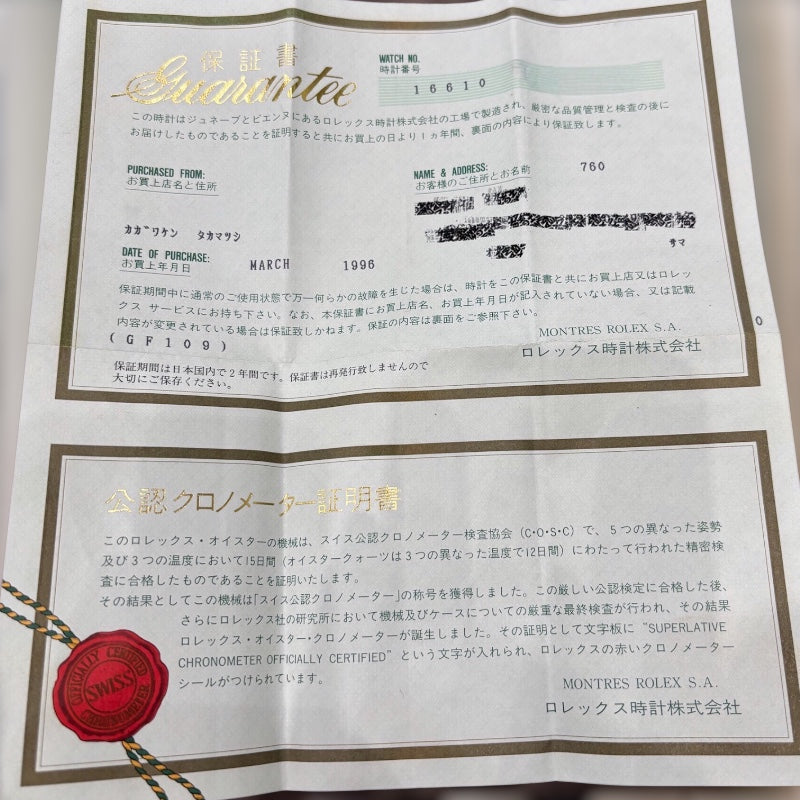 保証書
Guarantee
WATCH NO.
時計番号
16610
この時計はジュネーブとビエンヌにあるロレックス時計株式会社の工場で製造され、厳密な品質管理と検査の後に
お届けしたものであることを証明すると共にお買上の日より1ヵ年間、裏面の内容により保証致します。
PURCHASED FROM:
お買上店名と住所
NAME & ADDRESS:
お客様のご住所とお名前
760
カガワケン タカマツシ
サマ
DATE OF PURCHASE:
お買上年月日
MARCH 1996
保証期間中に通常のご使用状態で万一何らかの故障を生じた場合は、時計をこの保証書と共にお買上店又はロレッ
クス サービスにお持ち下さい。なお、本保証書にお買上店名、お買上年月日が記入されていない場合、又は記載
内容が変更されている場合は保証致しかねます。保証の内容は裏面をご参照下さい。
(GF109)
MONTRES ROLEX S.A.
ロレックス時計株式会社
0
保証期間は日本国内で2年間です。保証書は再発行致しませんので
大切にご保存ください。
公認クロノメーター証明書
このロレックス・オイスターの機械は、スイス公認クロノメーター検査協会(C・O・S・C)で、5つの異なった姿勢
及び3つの温度において15日間(オイスタークォーツは3つの異なった温度で12日間)にわたって行われた精密検
査に合格したものであることを証明いたします。
その結果としてこの機械は「スイス公認クロノメーター」の称号を獲得しました。この厳しい公認検定に合格した後、
さらにロレックス社の研究所において機械及びケースについての厳重な最終検査が行われ、その結果
ロレックス・オイスター・クロノメーターが誕生しました。その証明として文字板に "SUPERLATIVE
CHRONOMETER OFFICIALLY CERTIFIED" という文字が入れられ、ロレックスの赤いクロノメーター
シールがつけられています。
MONTRES ROLEX S.A.
ロレックス時計株式会社
OFFICIALLY CERTIFIED
SWISS
CHRONOMETER